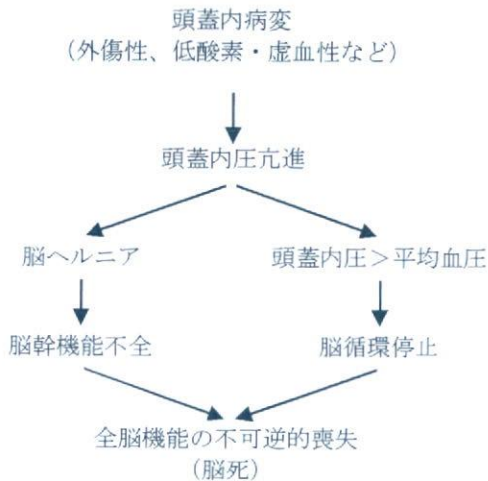 頭蓋内病変
（外傷性、低酸素・虚血性など）
頭蓋内圧亢進
脳ヘルニア
頭蓋内圧＞平均血圧
脳幹機能不全
脳循環停止
全脳機能の不可逆的喪失
（脳死）